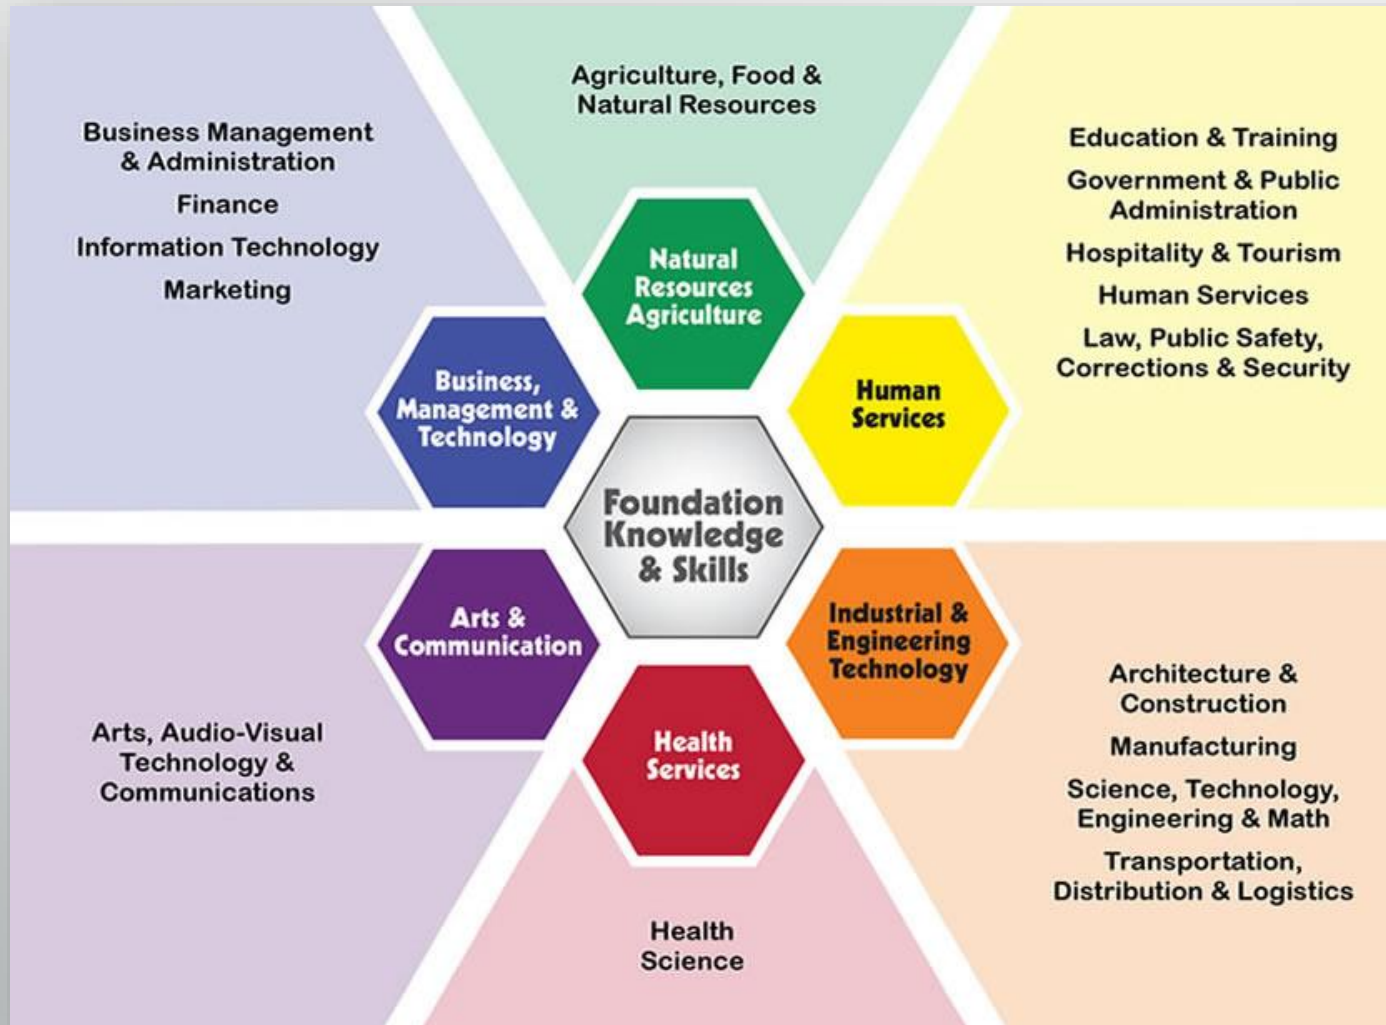 Agriculture, Food &
Natural Resources
Business Management
& Administration
Finance
Information Technology
Marketing
Education & Training
Government & Public
Administration
Hospitality & Tourism
Human Services
Law, Public Safety,
Corrections & Security
Natural
Resources
Agriculture
Business,
Management &
Technology
Human
Services
Foundation
Knowledge
& Skills
Arts &
Communication
Industrial &
Engineering
Technology
Health
Services
Arts, Audio-Visual
Technology &
Communications
Architecture &
Construction
Manufacturing
Science, Technology,
Engineering & Math
Transportation,
Distribution & Logistics
Health
Science